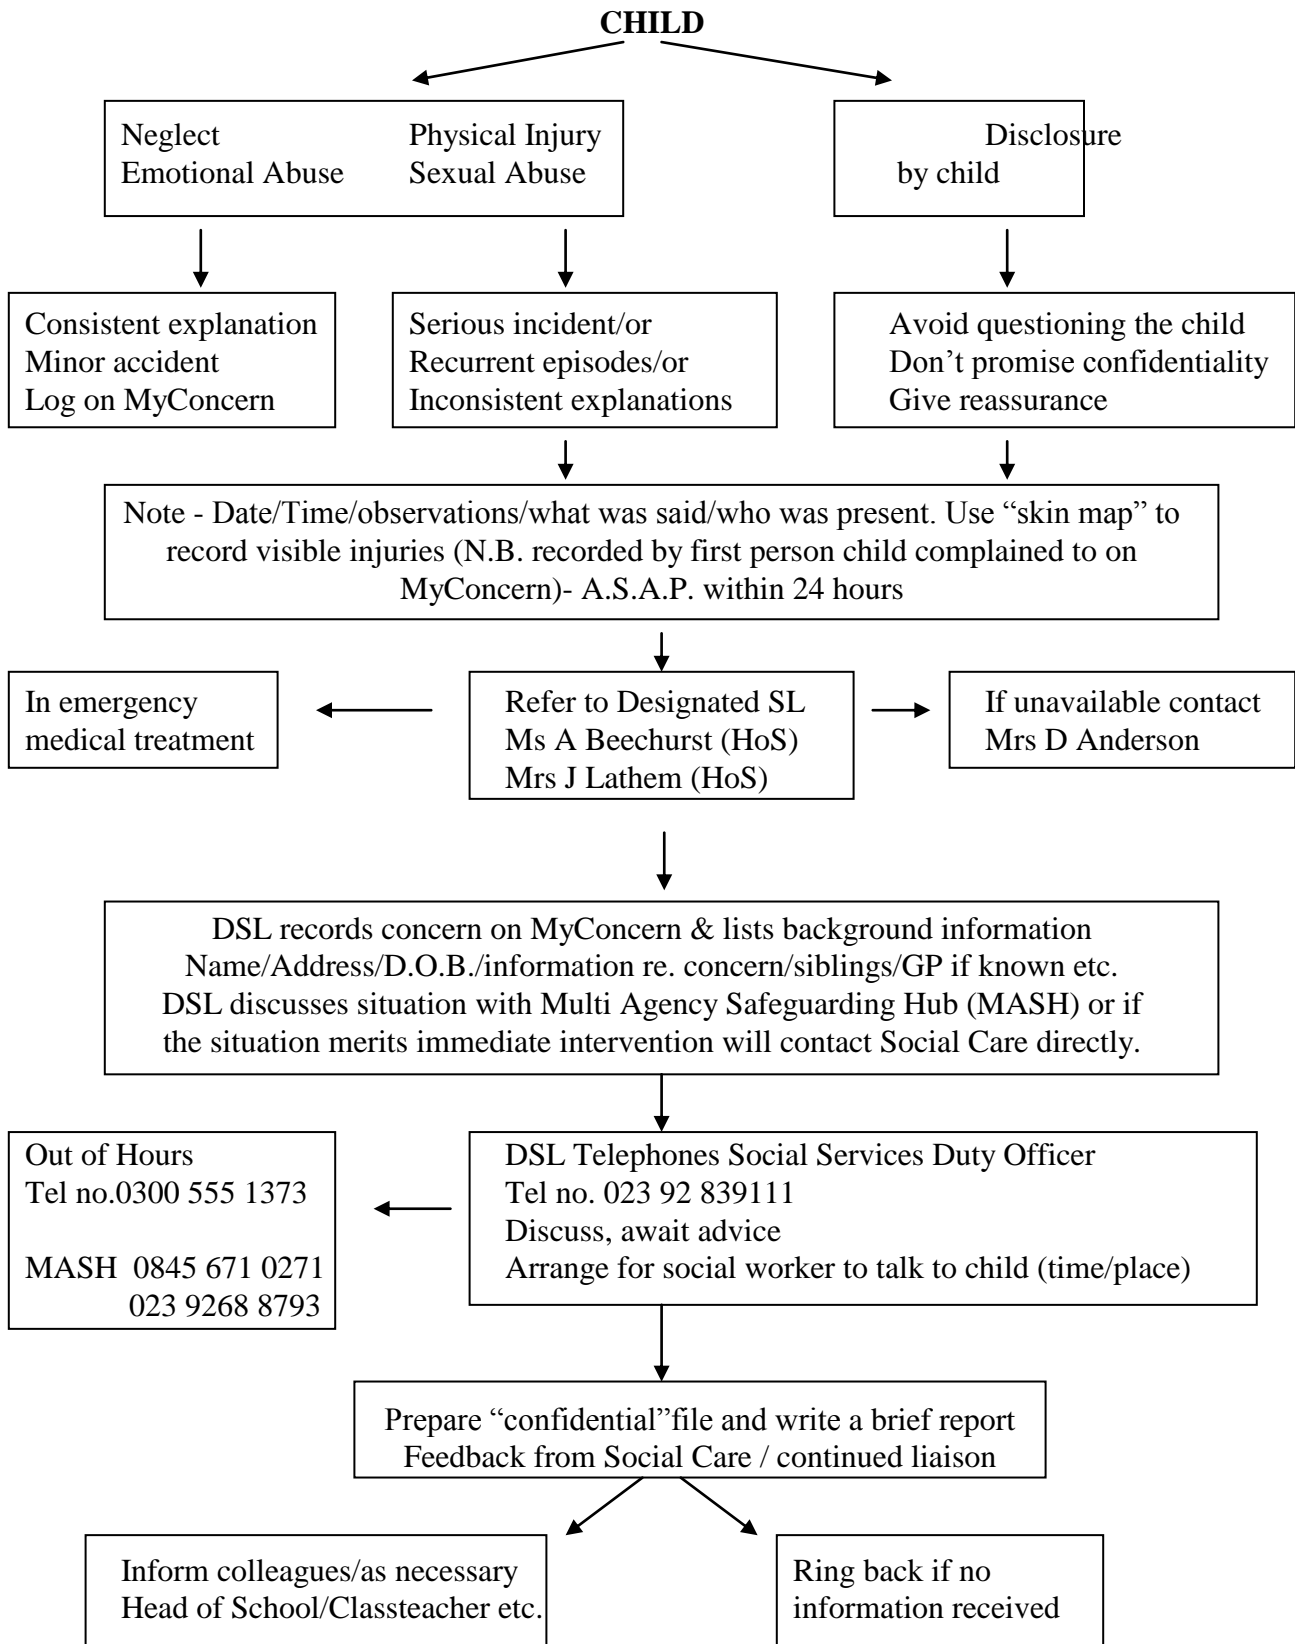 CHILD
Neglect Physical Injury
Emotional Abuse Sexual Abuse
Disclosure
by child
Consistent explanation
Minor accident
Log on MyConcern
Serious incident/or
Recurrent episodes/or
Inconsistent explanations
Avoid questioning the child
Don’t promise confidentiality
Give reassurance
Note - Date/Time/observations/what was said/who was present. Use “skin map” to
record visible injuries (N.B. recorded by first person child complained to on
MyConcern)- A.S.A.P. within 24 hours
In emergency
medical treatment
Refer to Designated SL
Ms A Beechurst (HoS)
Mrs J Lathem (HoS)
If unavailable contact
Mrs D Anderson
DSL records concern on MyConcern & lists background information
Name/Address/D.O.B./information re. concern/siblings/GP if known etc.
DSL discusses situation with Multi Agency Safeguarding Hub (MASH) or if
the situation merits immediate intervention will contact Social Care directly.
Out of Hours
Tel no.0300 555 1373
MASH 0845 671 0271
023 9268 8793
DSL Telephones Social Services Duty Officer
Tel no. 023 92 839111
Discuss, await advice
Arrange for social worker to talk to child (time/place)
Prepare “confidential”file and write a brief report
Feedback from Social Care / continued liaison
Inform colleagues/as necessary
Head of School/Classteacher etc.
Ring back if no
information received